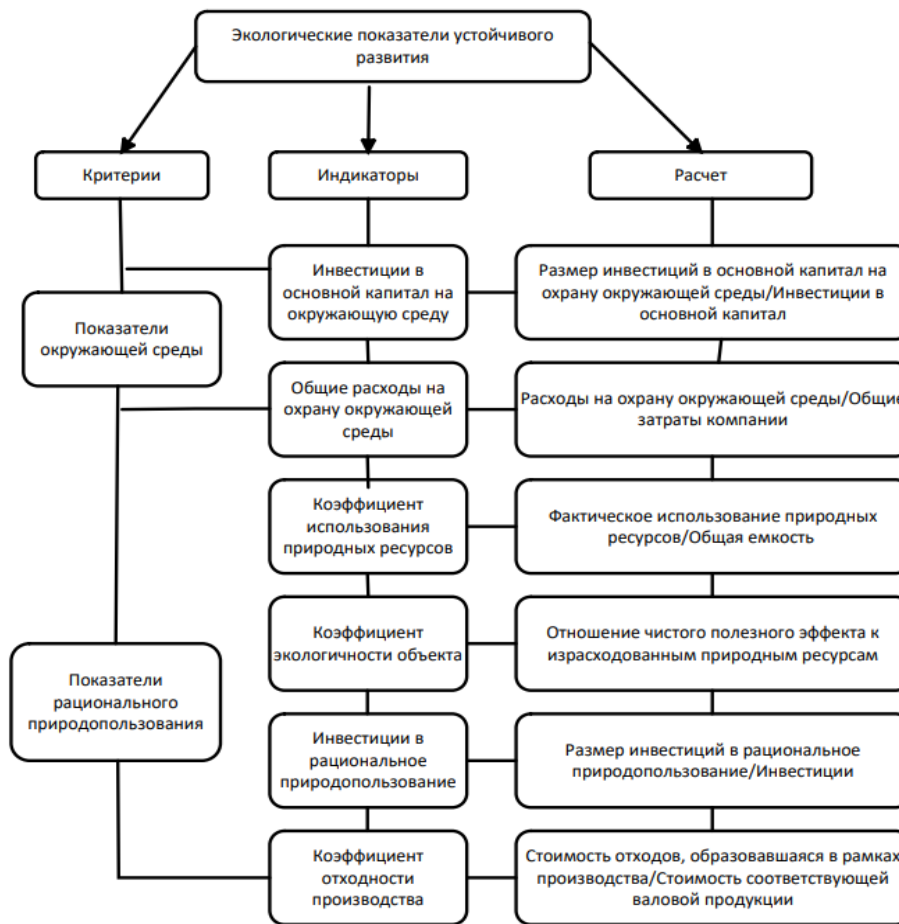 Экологические показатели устойчивого
развития
Критерии
Индикаторы
Расчет
Инвестиции в
основной капитал на
окружающую среду
Размер инвестиций в основной капитал на
охрану окружающей среды/Инвестиции в
основной капитал
Показатели
окружающей среды
Общие расходы на
охрану окружающей
среды
Расходы на охрану окружающей среды/Общие
затраты компании
Коэффициент
использования
природных ресурсов
Фактическое использование природных
ресурсов/Общая емкость
Показатели
рационального
природопользования
Коэффициент
экологичности объекта
Отношение чистого полезного эффекта к
израсходованным природным ресурсам
Инвестиции в
рациональное
природопользование
Размер инвестиций в рациональное
природопользование/Инвестиции
Коэффициент
отходности
производства
Стоимость отходов, образовавшаяся в рамках
производства/Стоимость соответствующей
валовой продукции